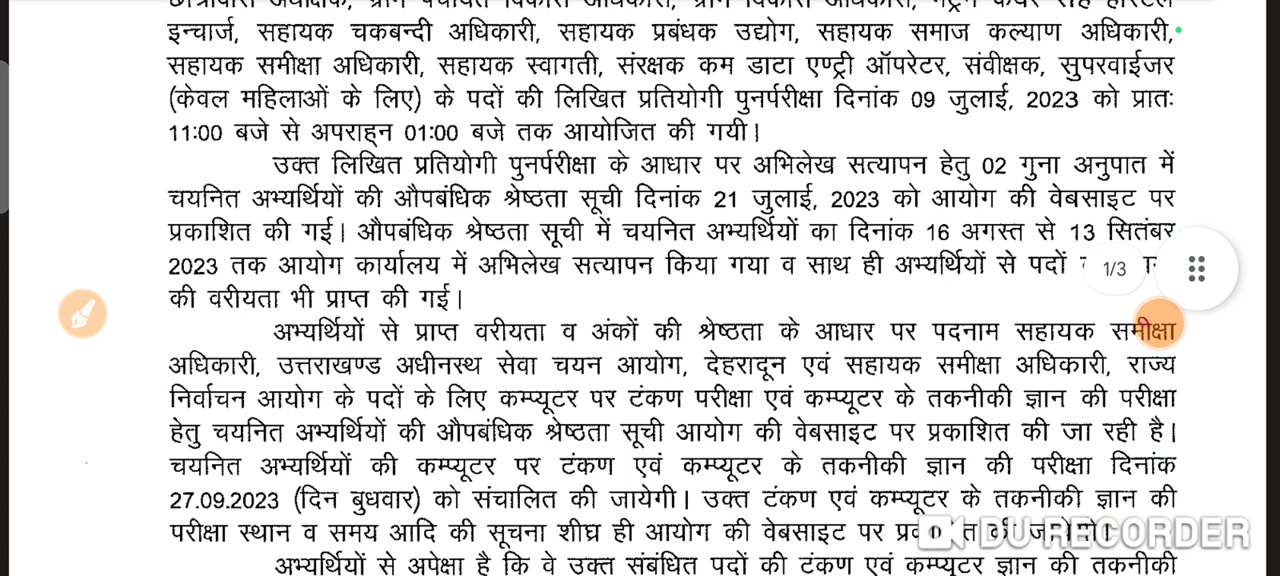 छात्रावास अधीक्षक, ग्राम पंचायत विकास अधिकारी, ग्राम विकास अधिकारी, मैट्रन केयर
इन्चार्ज, सहायक चकबन्दी अधिकारी, सहायक प्रबंधक उद्योग, सहायक समाज कल्याण अधिकारी,
सहायक समीक्षा अधिकारी, सहायक स्वागती, संरक्षक कम डाटा एण्ट्री ऑपरेटर, संवीक्षक, सुपरवाईजर
(केवल महिलाओं के लिए) के पदों की लिखित प्रतियोगी पुनर्परीक्षा दिनांक 09 जुलाई, 2023 को प्रातः
11:00 बजे से अपराह्न 01:00 बजे तक आयोजित की गयी।
उक्त लिखित प्रतियोगी पुनर्परीक्षा के आधार पर अभिलेख सत्यापन हेतु 02 गुना अनुपात में
चयनित अभ्यर्थियों की औपबंधिक श्रेष्ठता सूची दिनांक 21 जुलाई, 2023 को आयोग की वेबसाइट पर
प्रकाशित की गई। औपबंधिक श्रेष्ठता सूची में चयनित अभ्यर्थियों का दिनांक 16 अगस्त से 13 सितंबर
2023 तक आयोग कार्यालय में अभिलेख सत्यापन किया गया व साथ ही अभ्यर्थियों से पदों
1/3
की वरीयता भी प्राप्त की गई।
अभ्यर्थियों से प्राप्त वरीयता व अंकों की श्रेष्ठता के आधार पर पदनाम सहायक समीक्षा
अधिकारी, उत्तराखण्ड अधीनस्थ सेवा चयन आयोग, देहरादून एवं सहायक समीक्षा अधिकारी, राज्य
निर्वाचन आयोग के पदों के लिए कम्प्यूटर पर टंकण परीक्षा एवं कम्प्यूटर के तकनीकी ज्ञान की परीक्षा
हेतु चयनित अभ्यर्थियों की औपबंधिक श्रेष्ठता सूची आयोग की वेबसाइट पर प्रकाशित की जा रही है।
चयनित अभ्यर्थियों की कम्प्यूटर पर टंकण एवं कम्प्यूटर के तकनीकी ज्ञान की परीक्षा दिनांक
27.09.2023 (दिन बुधवार) को संचालित की जायेगी। उक्त टंकण एवं कम्प्यूटर के तकनीकी ज्ञान की
परीक्षा स्थान व समय आदि की सूचना शीघ्र ही आयोग की वेबसाइट पर
DU RECORDER
अभ्यर्थियों से अपेक्षा है कि वे उक्त संबंधित पदों की टंकण एवं कम्प्यूटर ज्ञान की तकनीकी